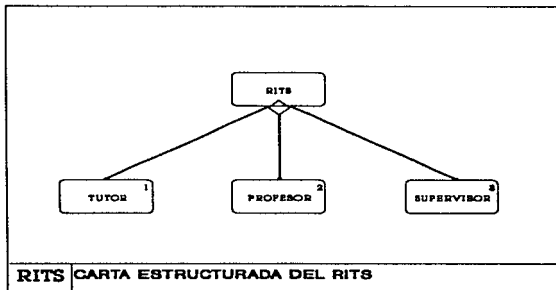 RITS
1
TUTOR
2
PROFESOR
3
SUPERVISOR
RITS CARTA ESTRUCTURADA DEL RITS